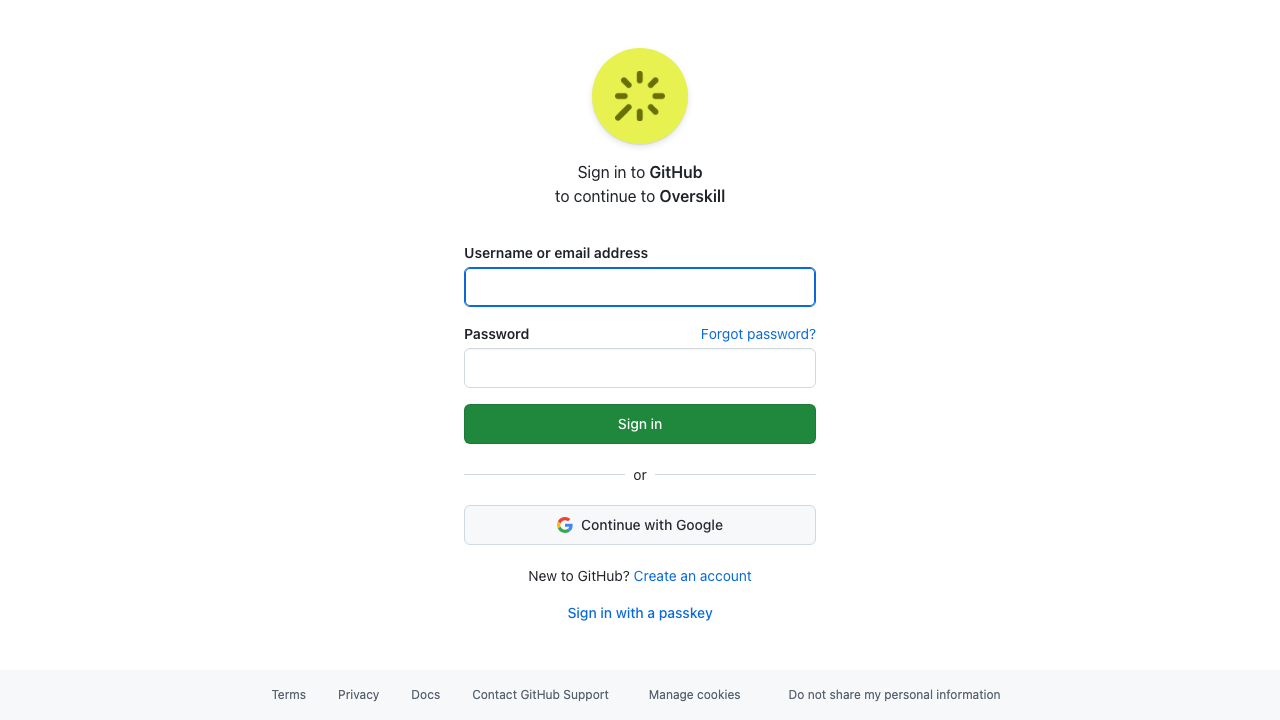 Sign in to GitHub
to continue to Overskill
Username or email address
Password
Forgot password?
Sign in
or
Continue with Google
New to GitHub? Create an account
Sign in with a passkey
Terms
Privacy
Docs
Contact GitHub Support
Manage cookies
Do not share my personal information